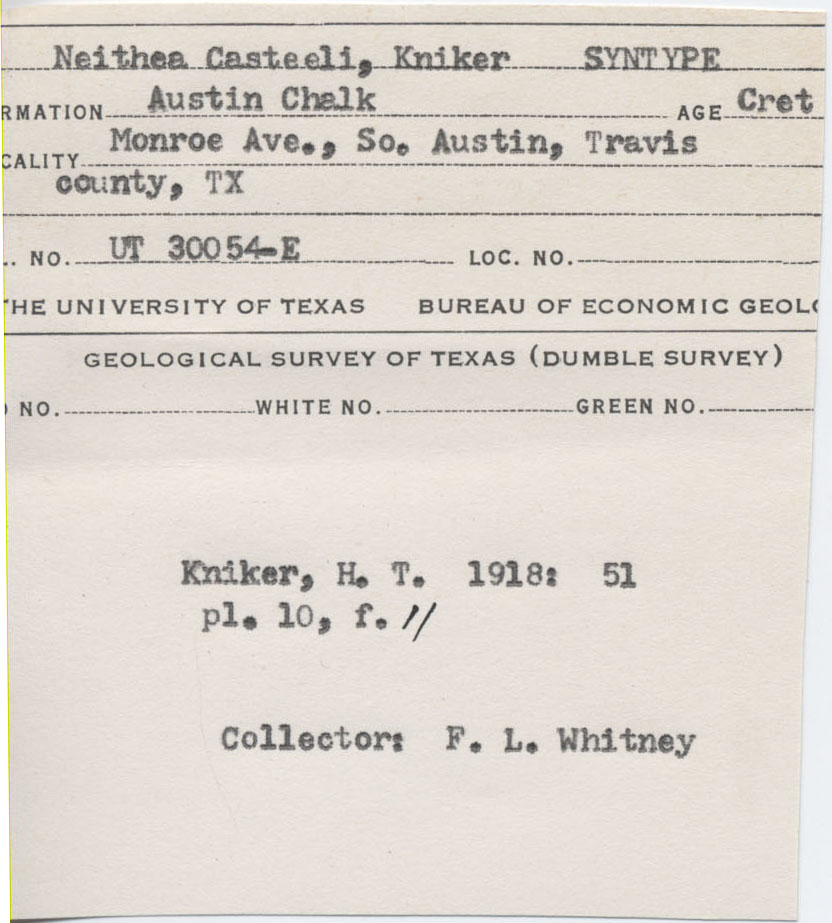 Neithea Casteeli, Kniker SYNTYPE
RMATION Austin Chalk AGE Cret
CALITY Monroe Ave., So. Austin, Travis
county, TX
. NO. UT 30054-E LOC. NO.
THE UNIVERSITY OF TEXAS BUREAU OF ECONOMIC GEOLO
GEOLOGICAL SURVEY OF TEXAS (DUMBLE SURVEY)
NO. WHITE NO. GREEN NO.
Kniker, H. T. 1918: 51
pl. 10, f. 11
Collector: F. L. Whitney